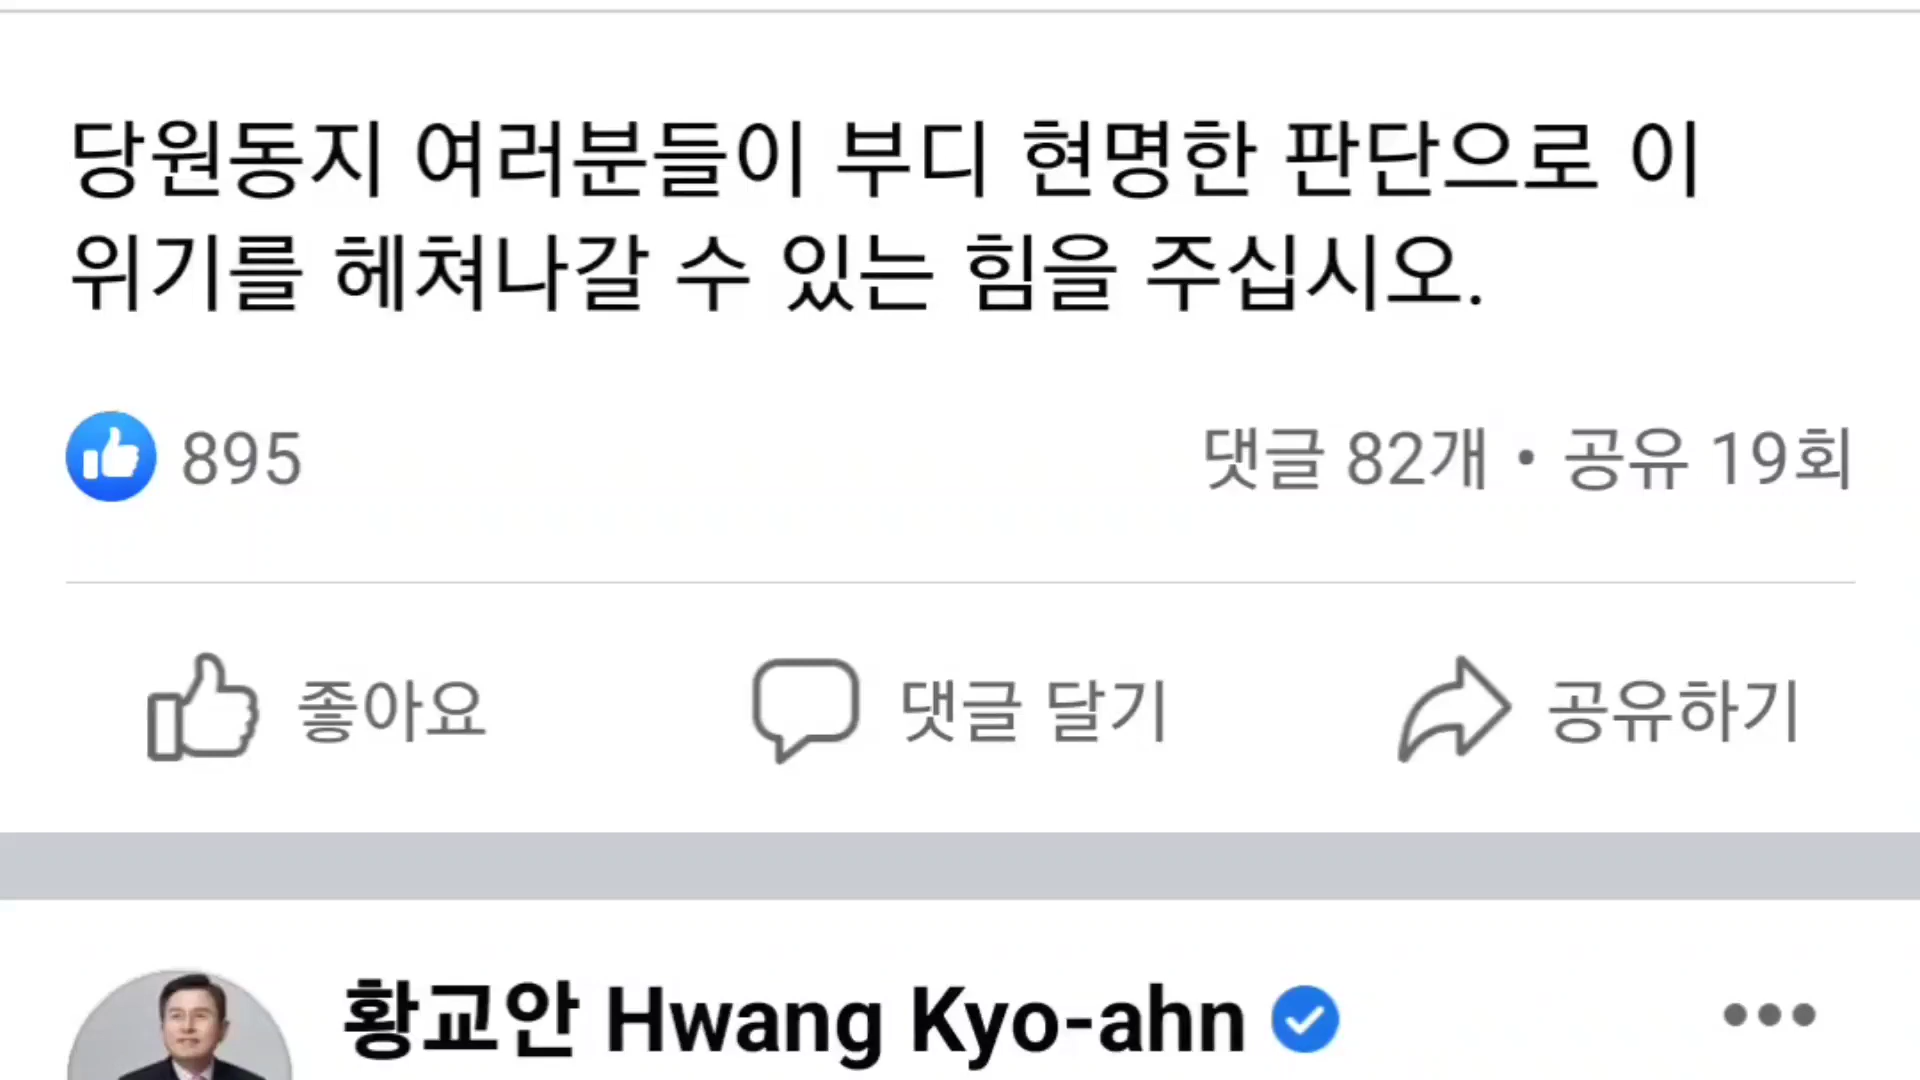 당원동지 여러분들이 부디 현명한 판단으로 이
위기를 헤쳐나갈 수 있는 힘을 주십시오.
895
댓글 82개 • 공유 19회
좋아요
댓글 달기
공유하기
황교안 Hwang Kyo-ahn